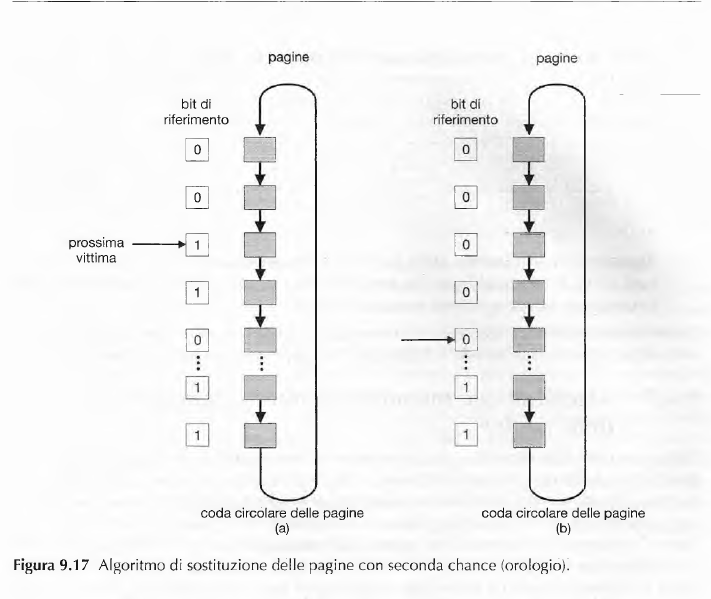 pagine
pagine
bit di
riferimento
bit di
riferimento
0
0
0
0
prossima
vittima
1
0
1
0
0
0
1
1
1
1
coda circolare delle pagine
(a)
coda circolare delle pagine
(b)
Figura 9.17 Algoritmo di sostituzione delle pagine con seconda chance (orologio).